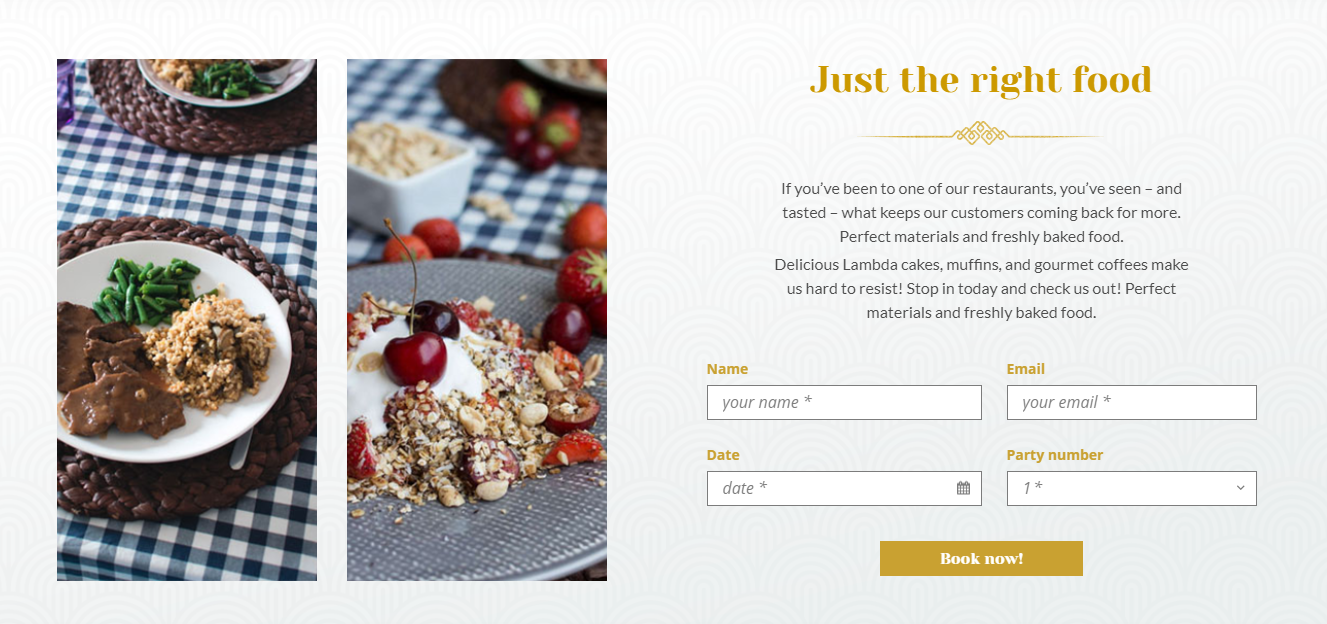 Just the right food
If you’ve been to one of our restaurants, you’ve seen – and
tasted – what keeps our customers coming back for more.
Perfect materials and freshly baked food.
Delicious Lambda cakes, muffins, and gourmet coffees make
us hard to resist! Stop in today and check us out! Perfect
materials and freshly baked food.
Name
Email
your name *
your email *
Date
Party number
date *
1 *
Book now!